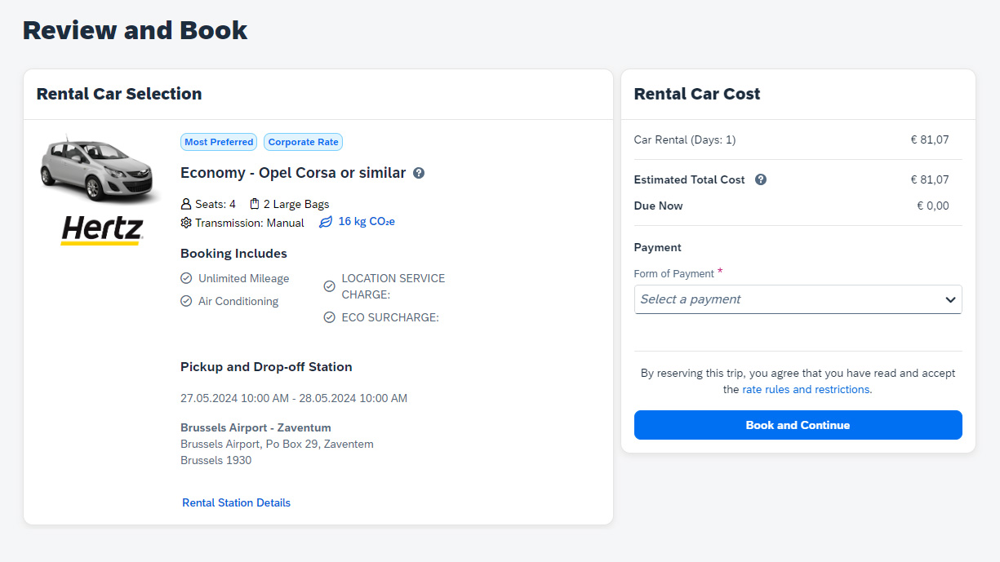 Review and Book
Rental Car Selection
Most Preferred Corporate Rate
Economy - Opel Corsa or similar
Seats: 4 2 Large Bags
Transmission: Manual 16 kg CO₂e
Hertz
Booking Includes
Unlimited Mileage
Air Conditioning
LOCATION SERVICE
CHARGE:
ECO SURCHARGE:
Pickup and Drop-off Station
27.05.2024 10:00 AM - 28.05.2024 10:00 AM
Brussels Airport - Zaventum
Brussels Airport, Po Box 29, Zaventem
Brussels 1930
Rental Station Details
Rental Car Cost
Car Rental (Days: 1) € 81,07
Estimated Total Cost € 81,07
Due Now € 0,00
Payment
Form of Payment *
Select a payment
By reserving this trip, you agree that you have read and accept
the rate rules and restrictions.
Book and Continue